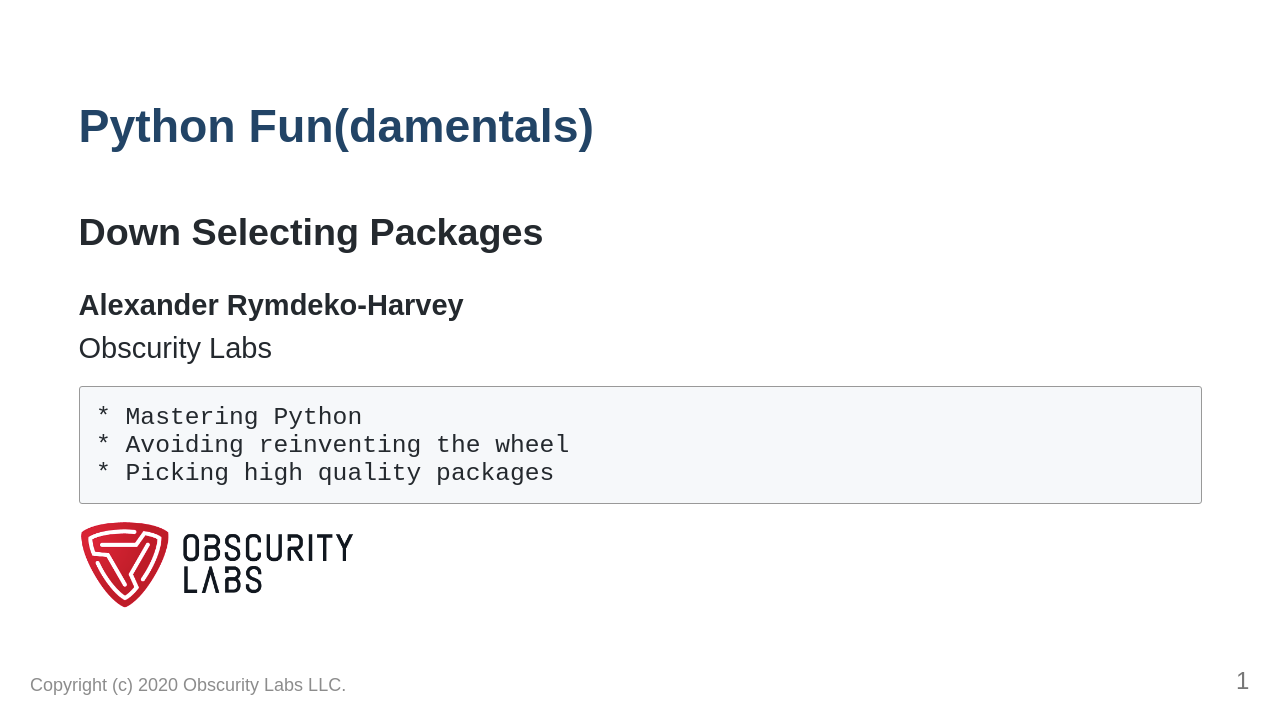 Python Fun(damentals)
Down Selecting Packages
Alexander Rymdeko-Harvey
Obscurity Labs
* Mastering Python
* Avoiding reinventing the wheel
* Picking high quality packages
OBSCURITY
LABS
Copyright (c) 2020 Obscurity Labs LLC.
1